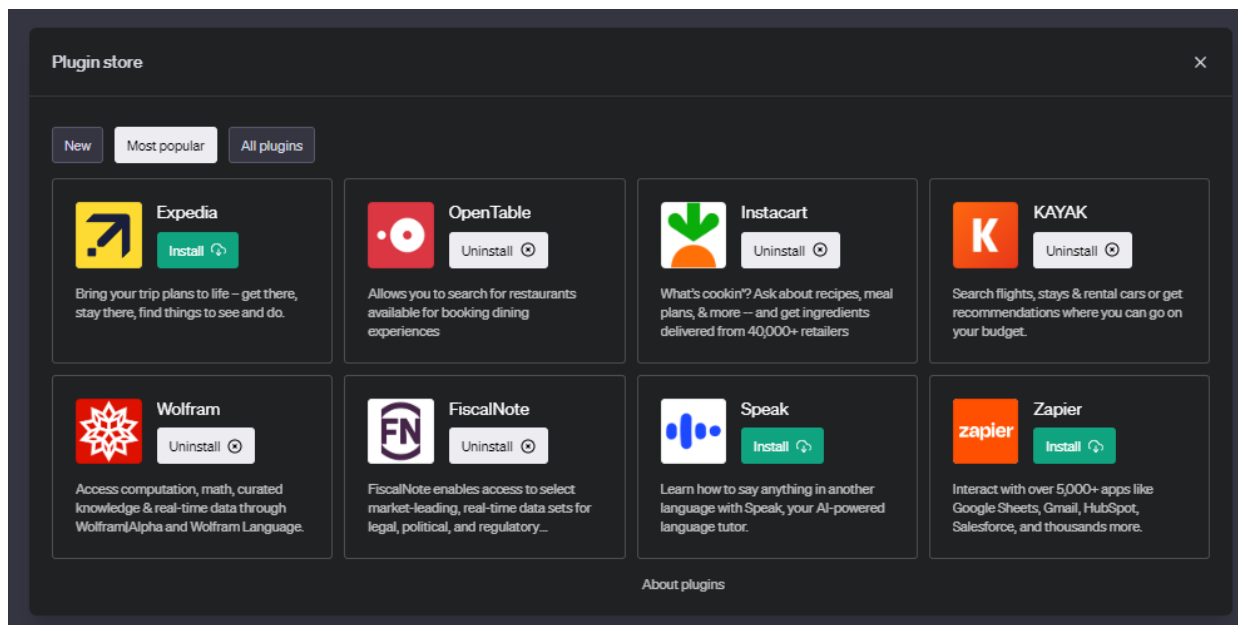 Plugin store
New
Most popular
All plugins
Expedia
Install
Bring your trip plans to life – get there,
stay there, find things to see and do.
OpenTable
Uninstall
Allows you to search for restaurants
available for booking dining
experiences
Instacart
Uninstall
What's cookin'? Ask about recipes, meal
plans, & more -- and get ingredients
delivered from 40,000+ retailers
K
KAYAK
Uninstall
Search flights, stays & rental cars or get
recommendations where you can go on
your budget.
Wolfram
Uninstall
Access computation, math, curated
knowledge & real-time data through
Wolfram|Alpha and Wolfram Language.
FN
FiscalNote
Uninstall
FiscalNote enables access to select
market-leading, real-time data sets for
legal, political, and regulatory...
Speak
Install
Learn how to say anything in another
language with Speak, your AI-powered
language tutor.
zapier
Zapier
Install
Interact with over 5,000+ apps like
Google Sheets, Gmail, HubSpot,
Salesforce, and thousands more.
About plugins